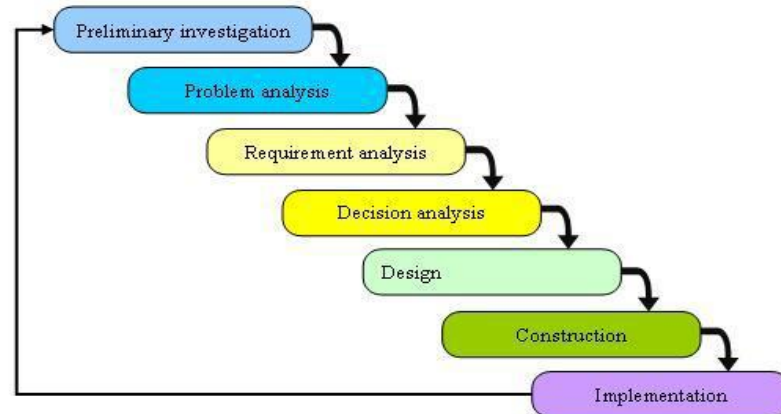 Preliminary investigation
Problem analysis
Requirement analysis
Decision analysis
Design
Construction
Implementation